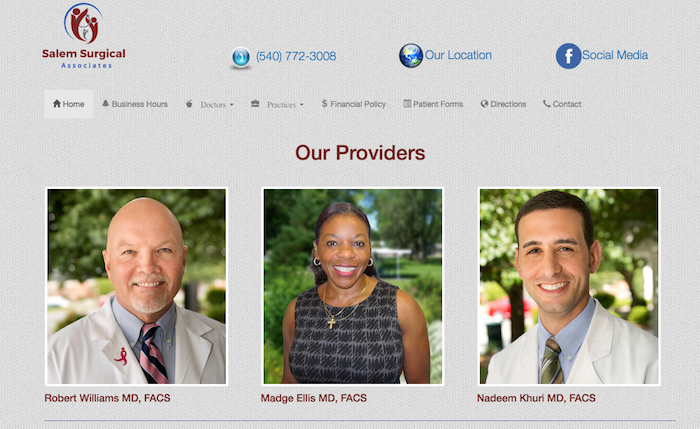 Salem Surgical
Associates
(540) 772-3008
Our Location
f Social Media
Home Business Hours Doctors Practices $ Financial Policy Patient Forms Directions Contact
Our Providers
Robert Williams MD, FACS Madge Ellis MD, FACS Nadeem Khuri MD, FACS